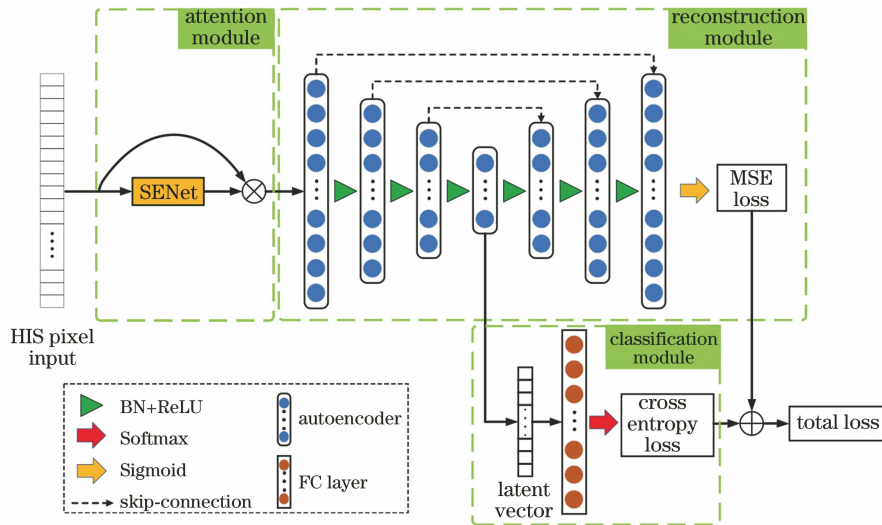 attention
module
reconstruction
module
SENet
MSE
loss
HIS pixel
input
classification
module
BN+ReLU
Softmax
Sigmoid
skip-connection
autoencoder
FC layer
latent
vector
cross
entropy
loss
total loss